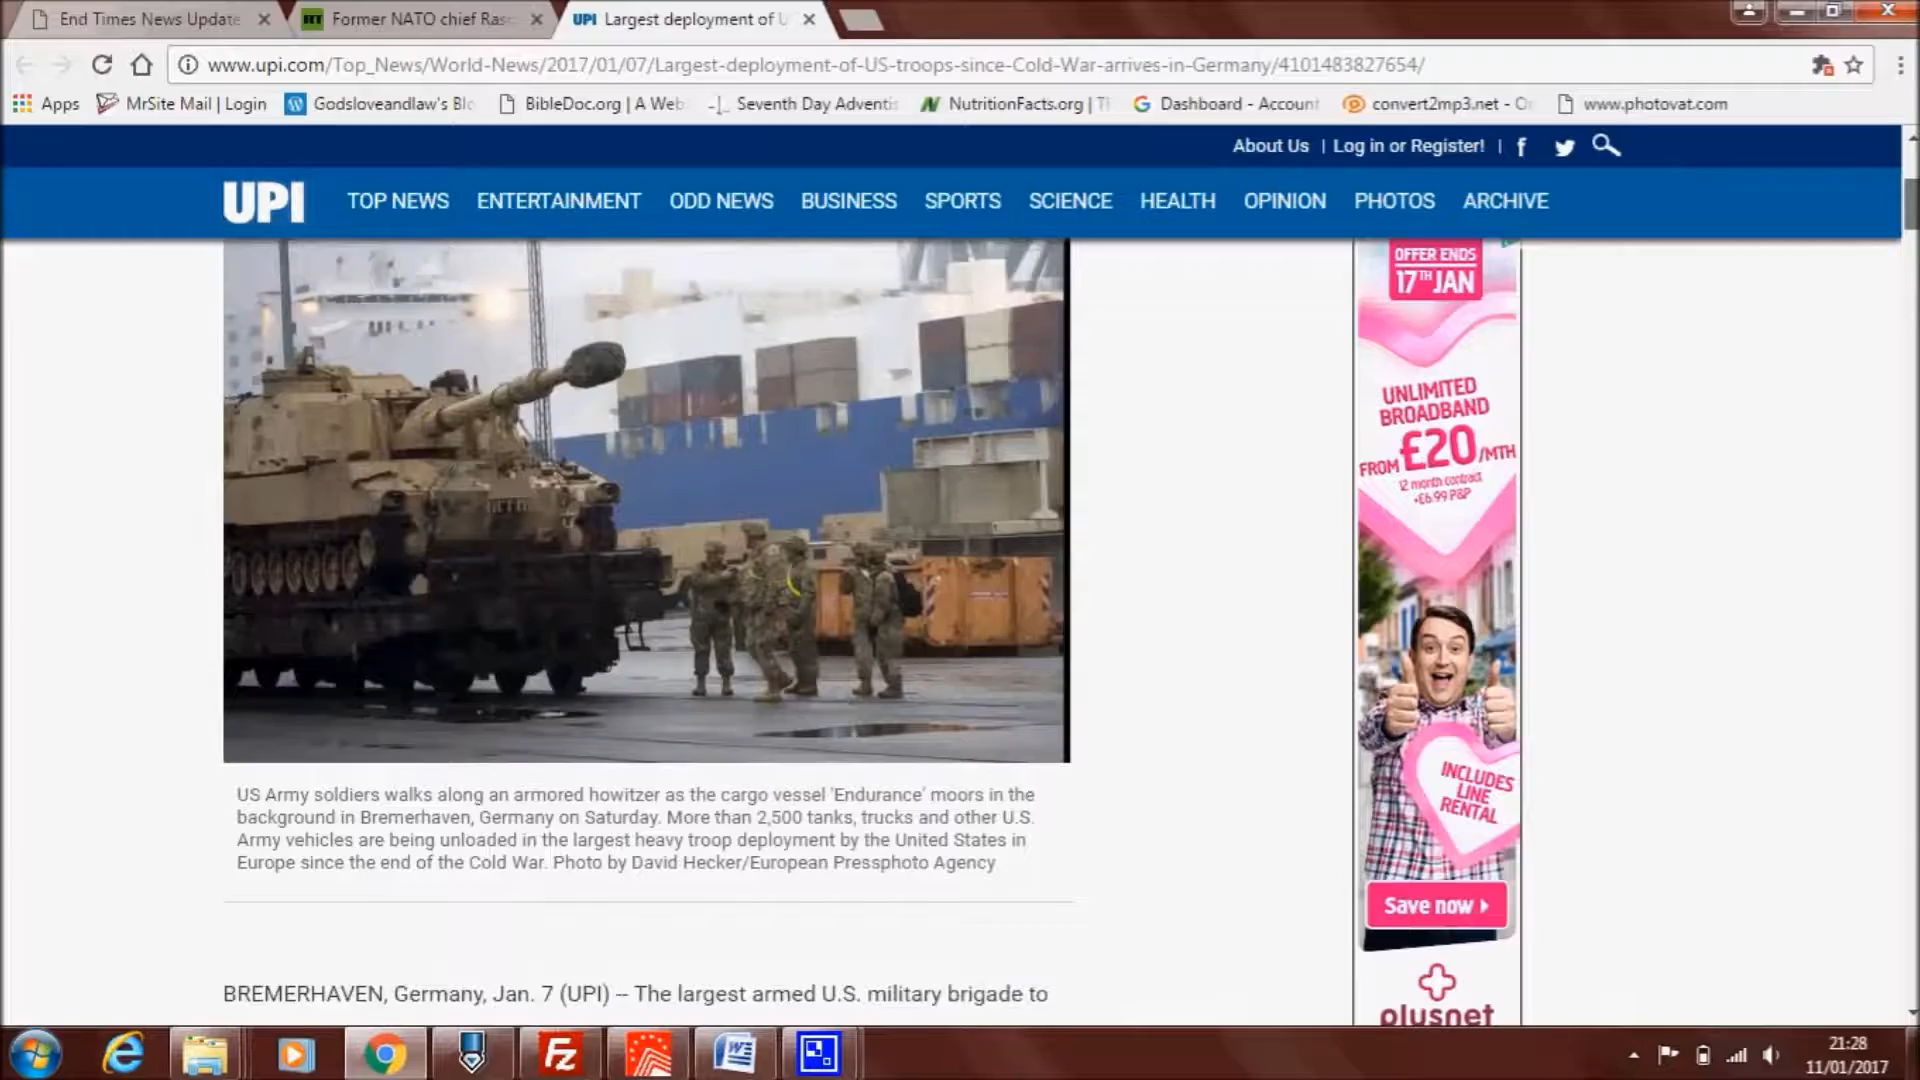 End Times News Update
Former NATO chief Ras
UPI Largest deployment of U
www.upi.com/Top_News/World-News/2017/01/07/Largest-deployment-of-US-troops-since-Cold-War-arrives-in-Germany/4101483827654/
Apps
MrSite Mail | Login
Godsloveandlaw's Blo
BibleDoc.org | A Web
Seventh Day Adventis
NutritionFacts.org | T
Dashboard - Account
convert2mp3.net - O
www.photovat.com
About Us | Log in or Register! |
UPI
TOP NEWS ENTERTAINMENT ODD NEWS BUSINESS SPORTS SCIENCE HEALTH OPINION PHOTOS ARCHIVE
US Army soldiers walks along an armored howitzer as the cargo vessel 'Endurance' moors in the
background in Bremerhaven, Germany on Saturday. More than 2,500 tanks, trucks and other U.S.
Army vehicles are being unloaded in the largest heavy troop deployment by the United States in
Europe since the end of the Cold War. Photo by David Hecker/European Pressphoto Agency
BREMERHAVEN, Germany, Jan. 7 (UPI) -- The largest armed U.S. military brigade to
OFFER ENDS
17TH JAN
UNLIMITED
BROADBAND
FROM £20/MTH
12 month contract
+£6.99 P&P
INCLUDES
LINE
RENTAL
Save now
plusnet
21:28
11/01/2017